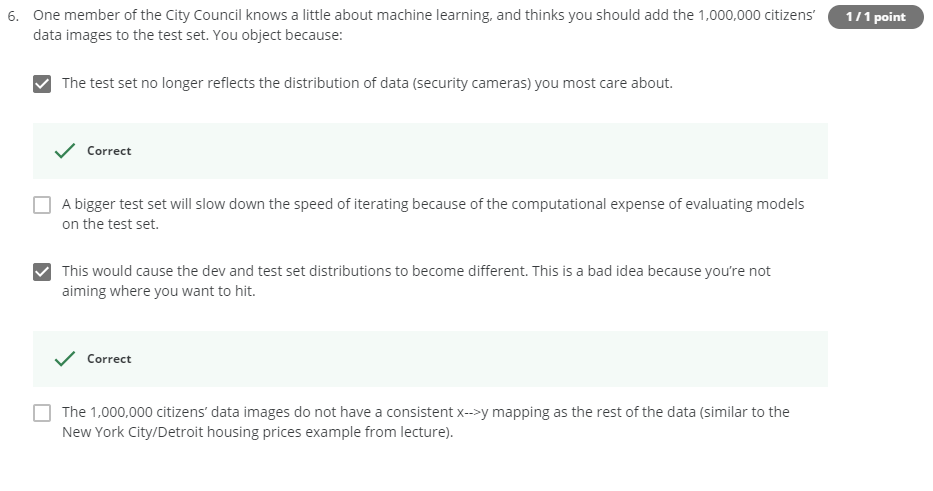 6. One member of the City Council knows a little about machine learning, and thinks you should add the 1,000,000 citizens'
data images to the test set. You object because:
1 / 1 point
The test set no longer reflects the distribution of data (security cameras) you most care about.
Correct
A bigger test set will slow down the speed of iterating because of the computational expense of evaluating models
on the test set.
This would cause the dev and test set distributions to become different. This is a bad idea because you’re not
aiming where you want to hit.
Correct
The 1,000,000 citizens’ data images do not have a consistent x-->y mapping as the rest of the data (similar to the
New York City/Detroit housing prices example from lecture).